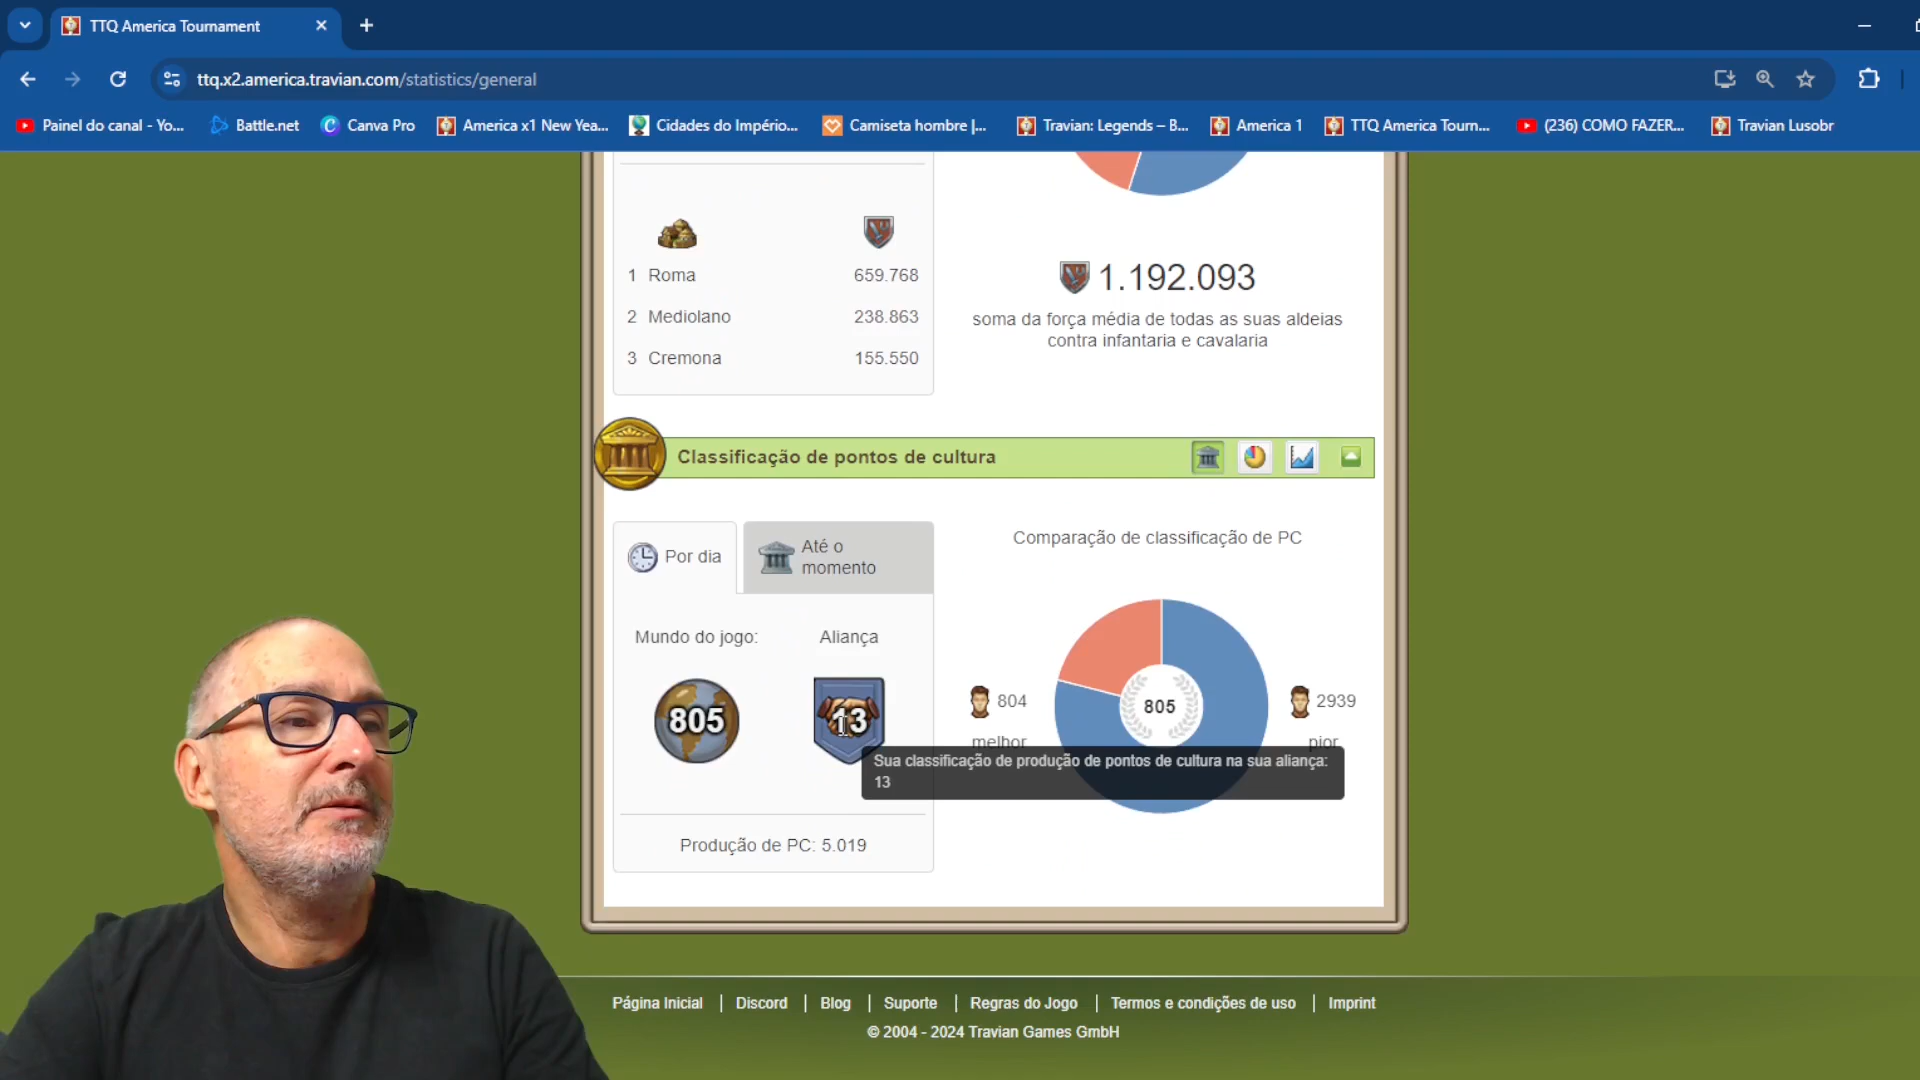 TTQ America Tournament
ttq.x2.america.travian.com/statistics/general
Painel do canal - Yo...
Battle.net
Canva Pro
America x1 New Yea...
Cidades do Império...
Camiseta hombre |...
Travian: Legends – B...
America 1
TTQ America Tourn...
(236) COMO FAZER...
Travian Lusobr
1 Roma 659.768
2 Mediolano 238.863
3 Cremona 155.550
1.192.093
soma da força média de todas as suas aldeias
contra infantaria e cavalaria
Classificação de pontos de cultura
Por dia
Até o
momento
Mundo do jogo:
Aliança
805
13
Produção de PC: 5.019
Comparação de classificação de PC
804
melhor
805
2939
pior
Sua classificação de produção de pontos de cultura na sua aliança:
13
Página Inicial | Discord | Blog | Suporte | Regras do Jogo | Termos e condições de uso | Imprint
© 2004 - 2024 Travian Games GmbH